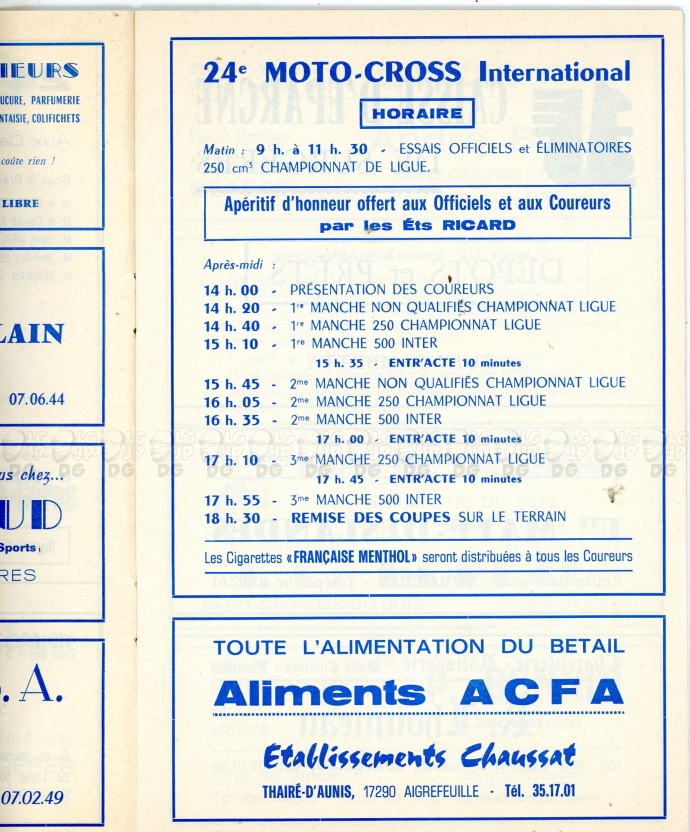 IEURS
UCURE, PARFUMERIE
NTAISIE, COLIFICHETS
coûte rien !
LIBRE
LAIN
07.06.44
us chez...
UD
Sports
RES
. A.
07.02.49
24e MOTO-CROSS International
HORAIRE
Matin : 9 h. à 11 h. 30 - ESSAIS OFFICIELS et ÉLIMINATOIRES
250 cm3 CHAMPIONNAT DE LIGUE.
Apéritif d'honneur offert aux Officiels et aux Coureurs
par les Éts RICARD
Après-midi :
14 h. 00 - PRÉSENTATION DES COUREURS
14 h. 20 - 1re MANCHE NON QUALIFIÉS CHAMPIONNAT LIGUE
14 h. 40 - 1re MANCHE 250 CHAMPIONNAT LIGUE
15 h. 10 - 1re MANCHE 500 INTER
15 h. 35 - ENTR'ACTE 10 minutes
15 h. 45 - 2me MANCHE NON QUALIFIÉS CHAMPIONNAT LIGUE
16 h. 05 - 2me MANCHE 250 CHAMPIONNAT LIGUE
16 h. 35 - 2me MANCHE 500 INTER
17 h. 00 - ENTR'ACTE 10 minutes
17 h. 10 - 3me MANCHE 250 CHAMPIONNAT LIGUE
17 h. 45 - ENTR'ACTE 10 minutes
17 h. 55 - 3me MANCHE 500 INTER
18 h. 30 - REMISE DES COUPES SUR LE TERRAIN
Les Cigarettes « FRANÇAISE MENTHOL » seront distribuées à tous les Coureurs
TOUTE L'ALIMENTATION DU BETAIL
Aliments ACFA
Etablissements Chaussat
THAIRÉ-D'AUNIS, 17290 AIGREFEUILLE - Tél. 35.17.01